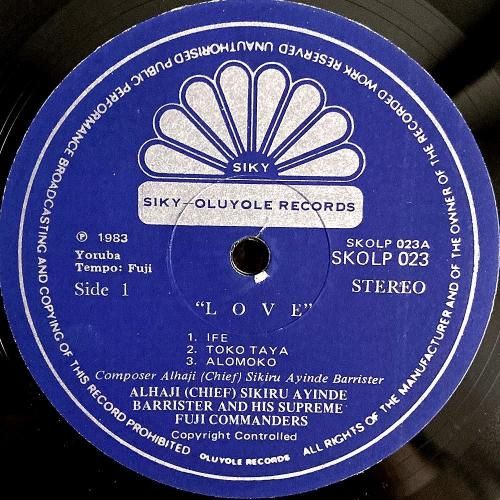 ALL RIGHTS OF THE MANUFACTURER AND OF THE OWNER OF THE RECORDED WORK RESERVED UNAUTHORISED PUBLIC PERFORMANCE BROADCASTING AND COPYING OF THIS RECORD PROHIBITED
SIKY
SIKY—OLUYOLE RECORDS
℗ 1983
Yoruba
Tempo: Fuji
Side 1
SKOLP 023A
SKOLP 023
STEREO
"L O V E"
1. IFE
2. TOKO TAYA
3. ALOMOKO
Composer Alhaji (Chief) Sikiru Ayinde Barrister
ALHAJI (CHIEF) SIKIRU AYINDE
BARRISTER AND HIS SUPREME
FUJI COMMANDERS
Copyright Controlled
OLUYOLE RECORDS